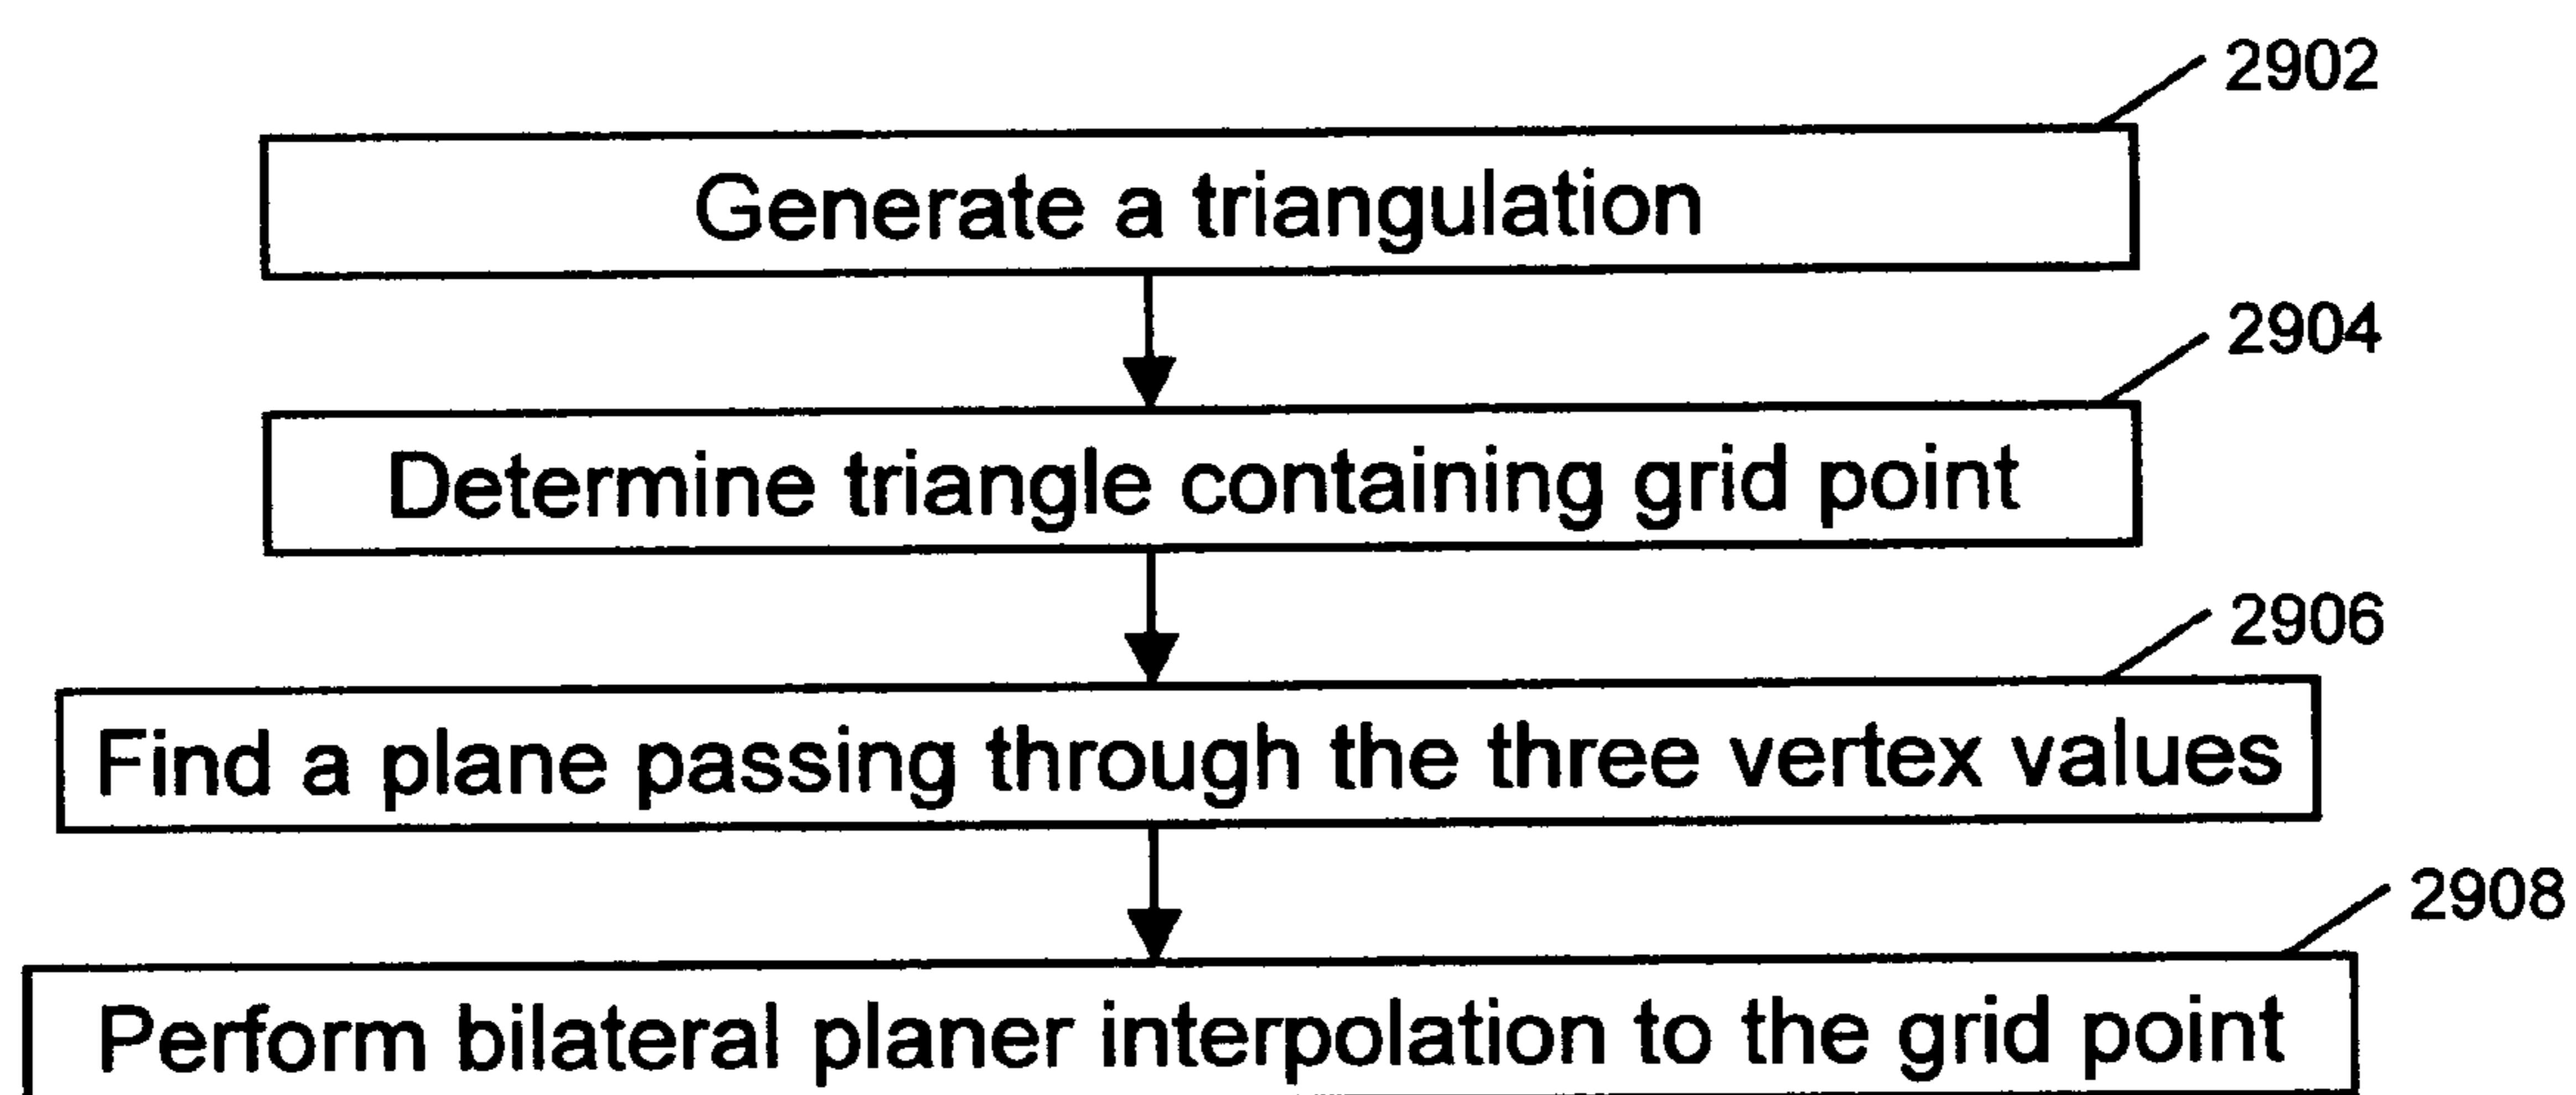 2902
Generate a triangulation
2904
Determine triangle containing grid point
2906
Find a plane passing through the three vertex values
2908
Perform bilateral planer interpolation to the grid point